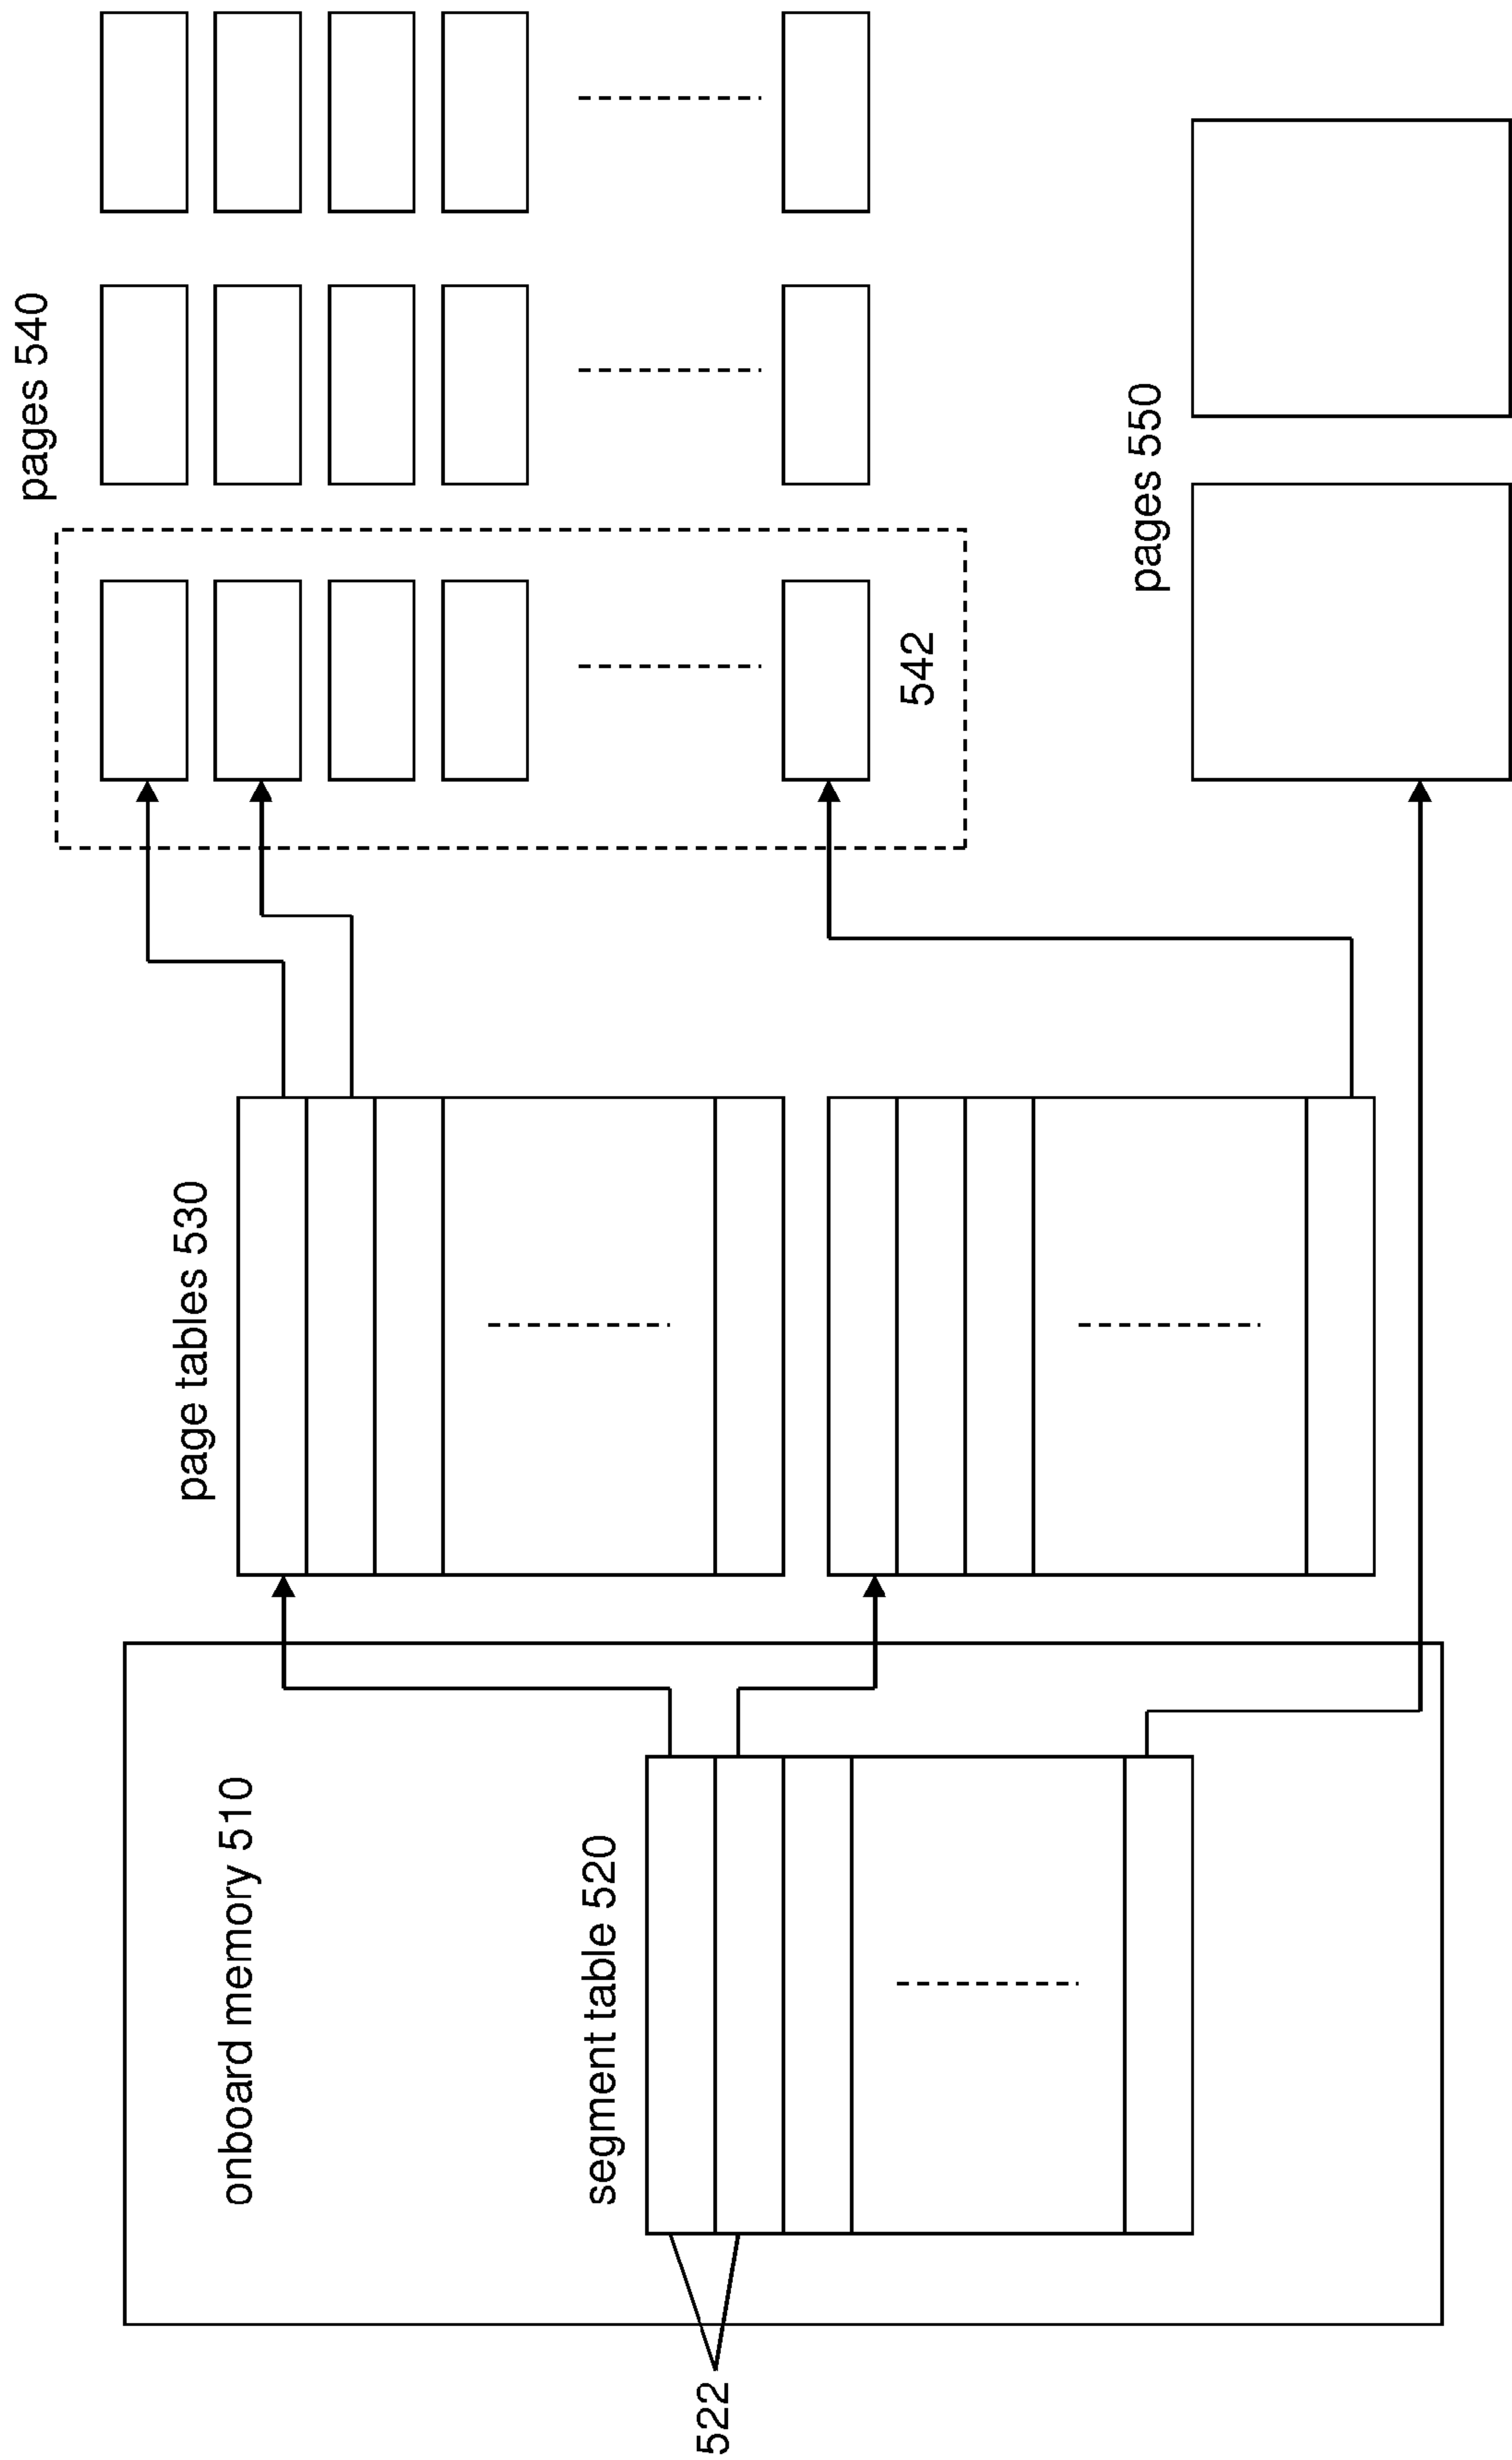 pages 540
page tables 530
onboard memory 510
segment table 520
522
542
pages 550